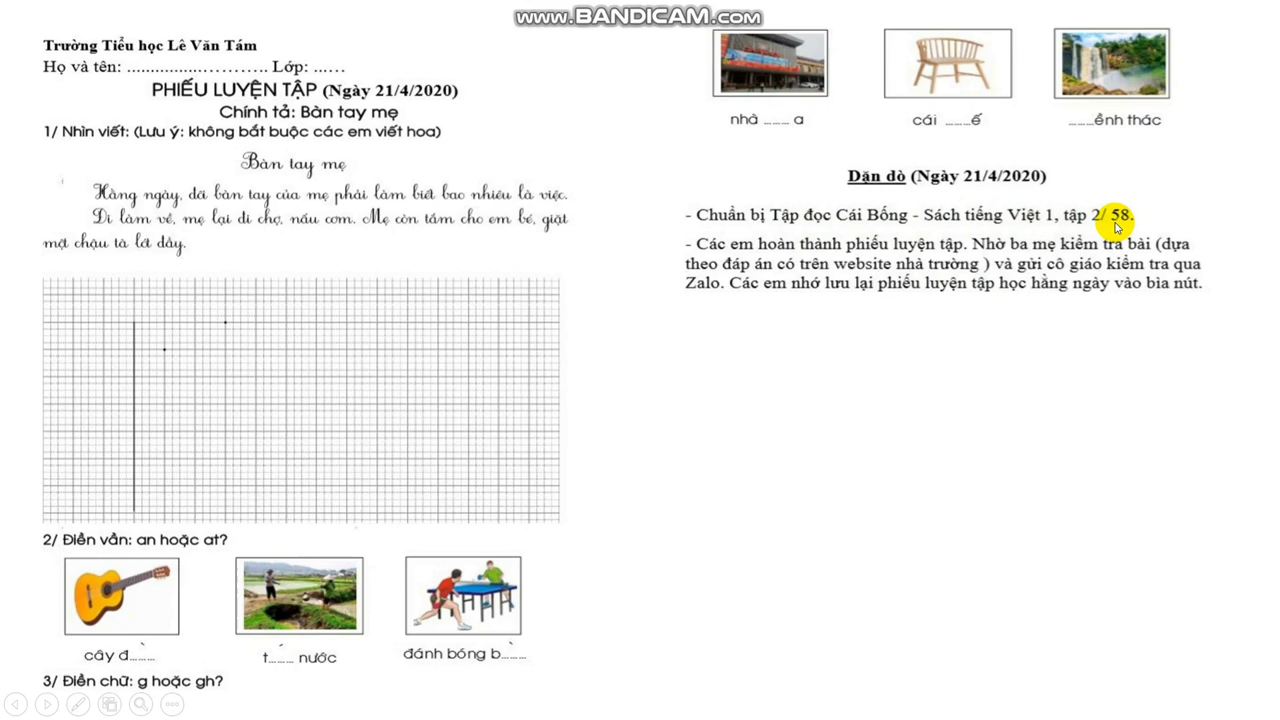 www.BANDICAM.com
Trường Tiểu học Lê Văn Tám
Họ và tên: .................……….. Lớp: ...…
PHIẾU LUYỆN TẬP (Ngày 21/4/2020)
Chính tả: Bàn tay mẹ
1/ Nhìn viết: (Lưu ý: không bắt buộc các em viết hoa)
Bàn tay mẹ
Hằng ngày, đôi bàn tay của mẹ phải làm biết bao nhiêu là việc.
Đi làm về, mẹ lại đi chợ, nấu cơm. Mẹ còn tắm cho em bé, giặt
một chậu tã lót đầy.
2/ Điền vần: an hoặc at?
cây đ..`......
t..´...... nước
đánh bóng b..`......
3/ Điền chữ: g hoặc gh?
nhà ........ a
cái ........ế
........ềnh thác
Dặn dò (Ngày 21/4/2020)
- Chuẩn bị Tập đọc Cái Bống - Sách tiếng Việt 1, tập 2/ 58.
- Các em hoàn thành phiếu luyện tập. Nhờ ba mẹ kiểm tra bài (dựa
theo đáp án có trên website nhà trường ) và gửi cô giáo kiểm tra qua
Zalo. Các em nhớ lưu lại phiếu luyện tập học hằng ngày vào bìa nút.